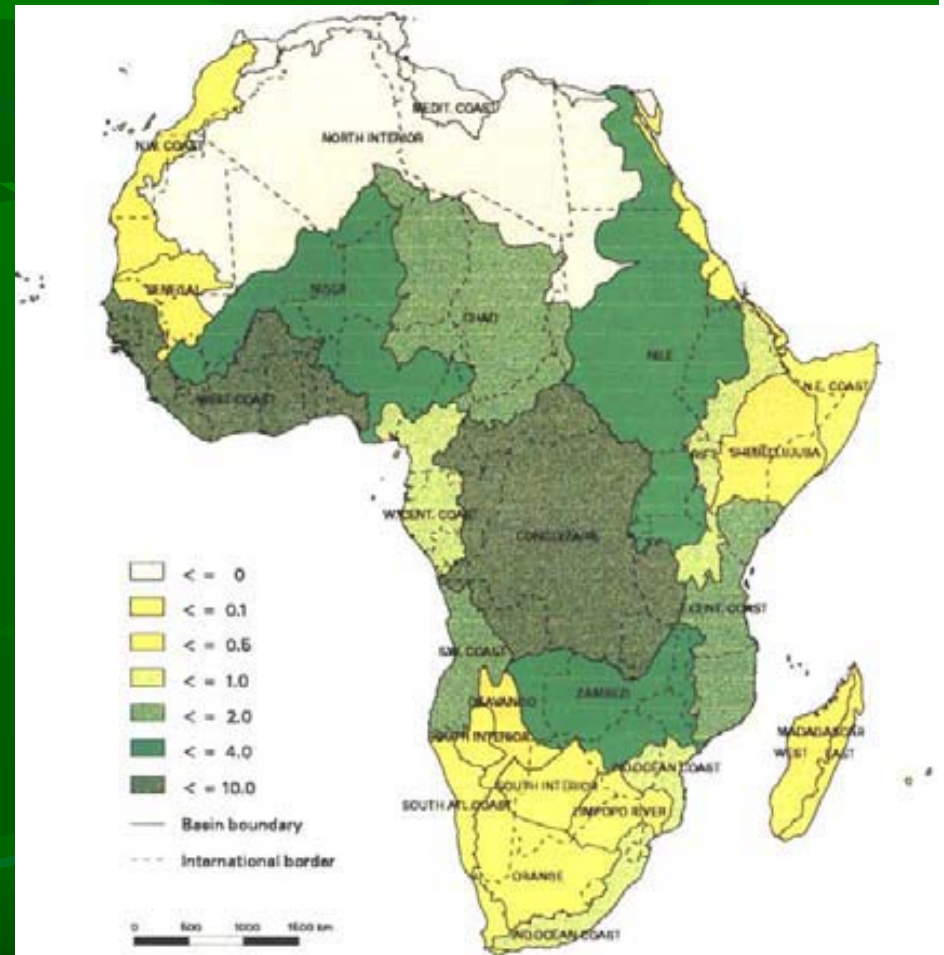 MEDIT. COAST
NORTH INTERIOR
N.W. COAST
SENEGAL
NIGER
CHAD
NILE
WEST COAST
N.E. COAST
RIFT
SHEBELLI/JUBA
W. CENT. COAST
CONGO/ZAIRE
CENT. COAST
S.W. COAST
ZAMBEZI
OKAVANGO
SOUTH INTERIOR
MADAGASCAR
WEST EAST
IND.OCEAN COAST
SOUTH INTERIOR
SOUTH ATL.COAST
LIMPOPO RIVER
ORANGE
IND.OCEAN COAST
< = 0
< = 0.1
< = 0.5
< = 1.0
< = 2.0
< = 4.0
< = 10.0
Basin boundary
International border
0 500 1000 1500 km